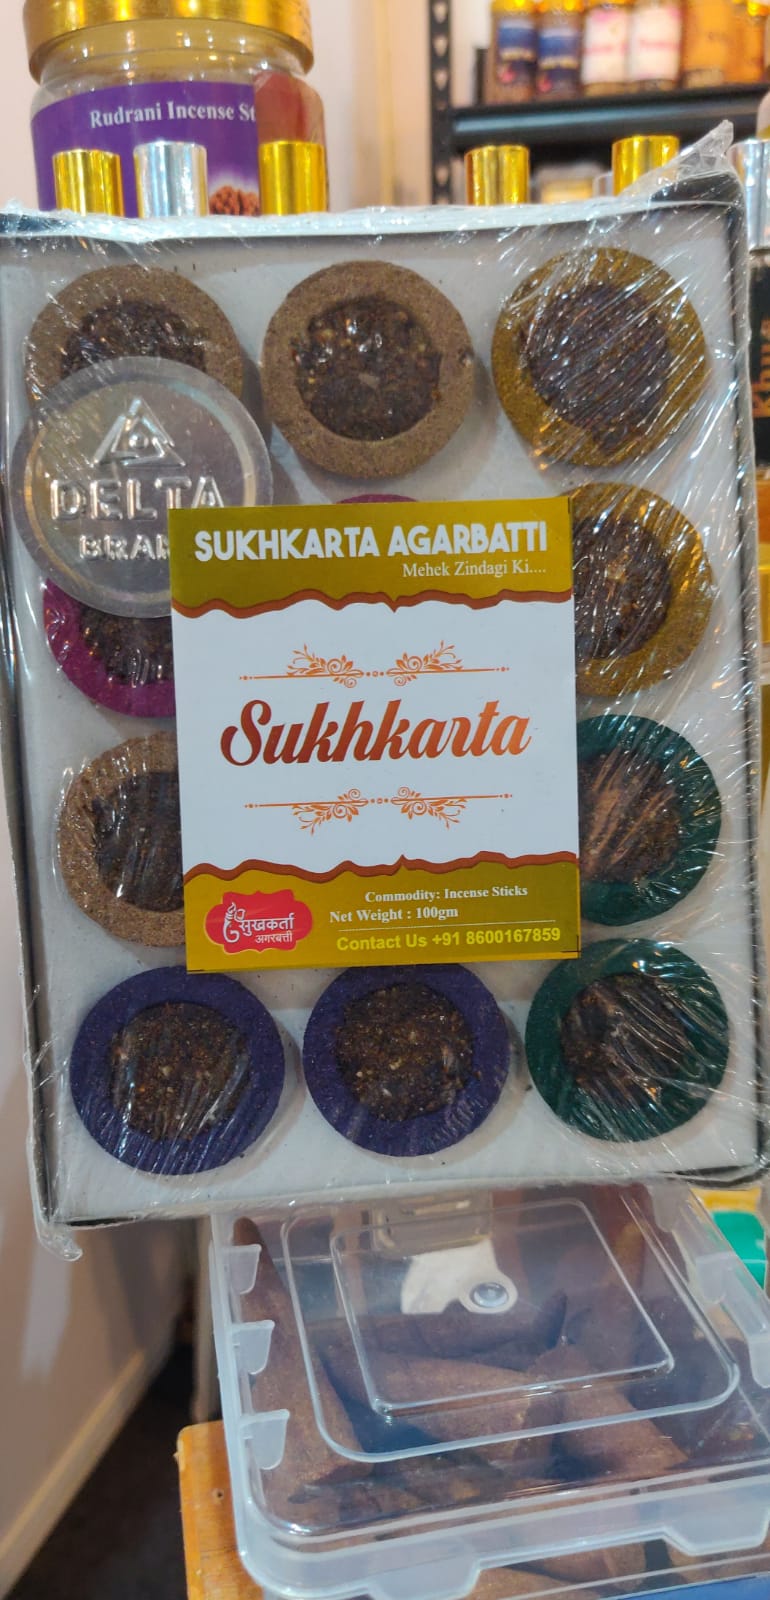 Rudrani Incense St
DELTA
SUKHKARTA AGARBATTI
Mehek Zindagi Ki....
Sukhkarta
सुखकर्ता
अगरबत्ती
Commodity: Incense Sticks
Net Weight : 100gm
Contact Us +91 8600167859